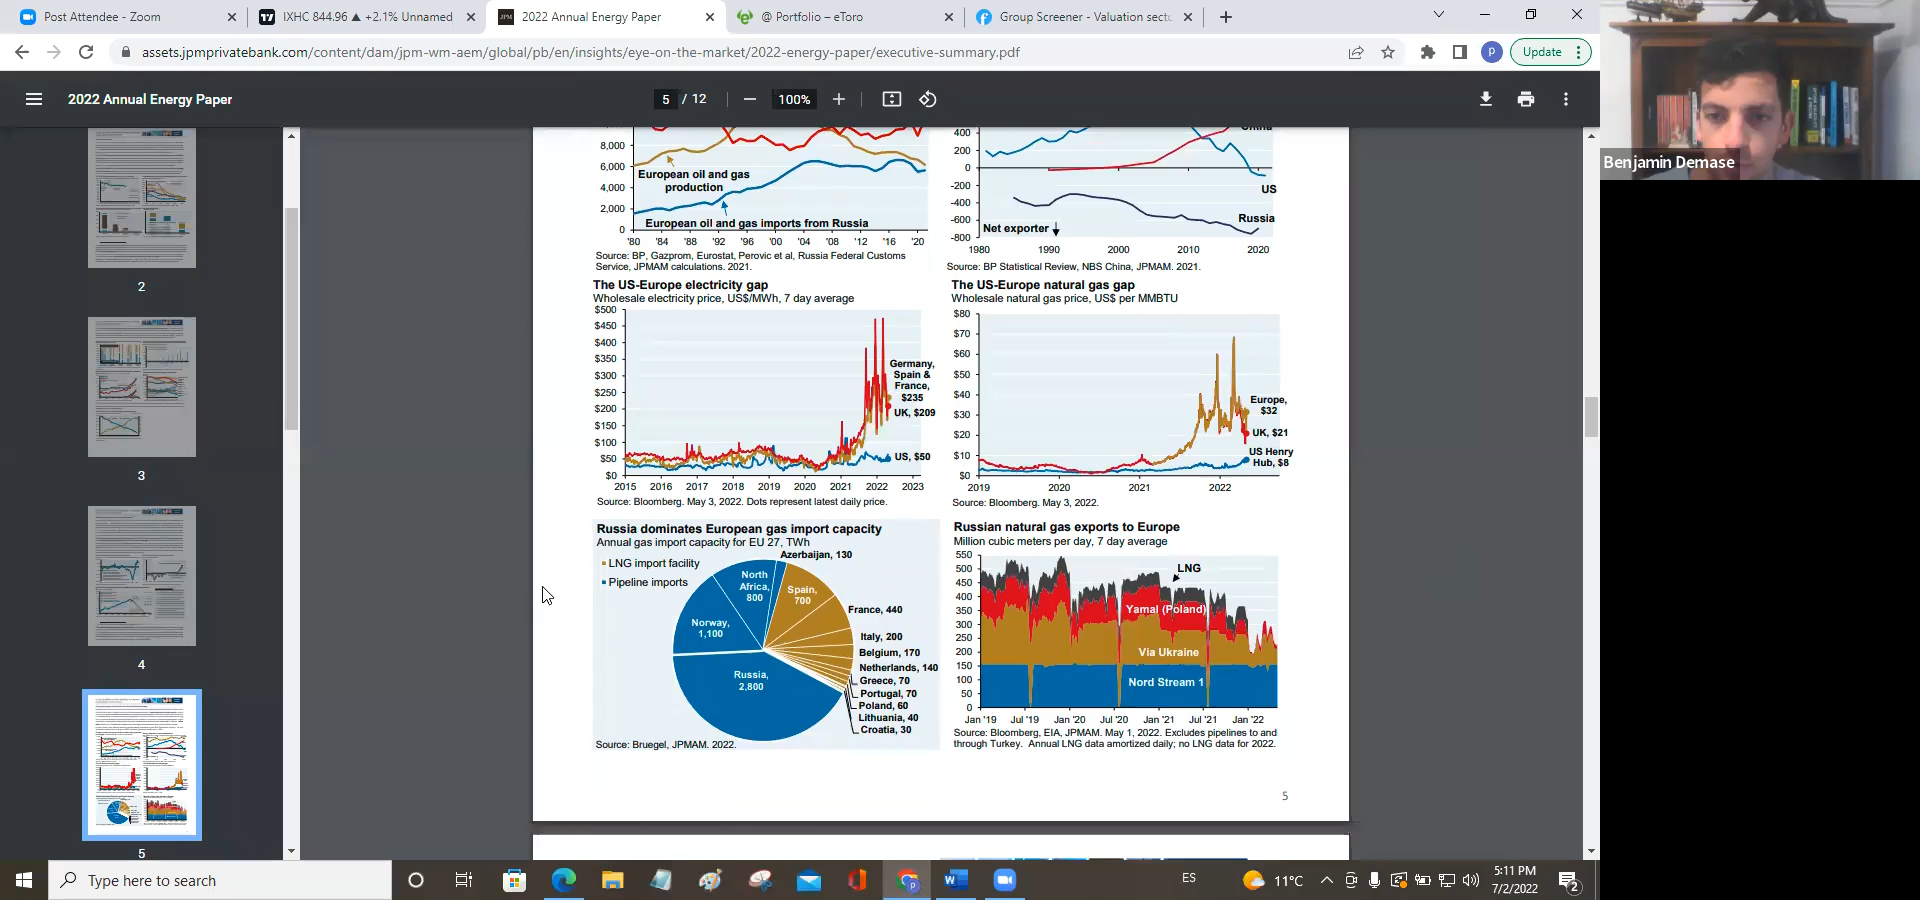 Post Attendee - Zoom
IXHC 844.96 ▲ +2.1% Unnamed
2022 Annual Energy Paper
@ Portfolio – eToro
Group Screener - Valuation secto
assets.jpmprivatebank.com/content/dam/jpm-wm-aem/global/pb/en/insights/eye-on-the-market/2022-energy-paper/executive-summary.pdf
P
Update
2022 Annual Energy Paper
5 / 12
100%
2
3
4
5
8,000
6,000
4,000
2,000
0
European oil and gas
production
European oil and gas imports from Russia
'80 '84 '88 '92 '96 '00 '04 '08 '12 '16 '20
Source: BP, Gazprom, Eurostat, Perovic et al, Russia Federal Customs
Service, JPMAM calculations. 2021.
400
200
0
-200
-400
-600
-800
China
US
Russia
Net exporter
1980 1990 2000 2010 2020
Source: BP Statistical Review, NBS China, JPMAM. 2021.
The US-Europe electricity gap
Wholesale electricity price, US$/MWh, 7 day average
$500
$450
$400
$350
$300
$250
$200
$150
$100
$50
$0
Germany,
Spain &
France,
$235
UK, $209
US, $50
2015 2016 2017 2018 2019 2020 2021 2022 2023
Source: Bloomberg. May 3, 2022. Dots represent latest daily price.
The US-Europe natural gas gap
Wholesale natural gas price, US$ per MMBTU
$80
$70
$60
$50
$40
$30
$20
$10
$0
Europe,
$32
UK, $21
US Henry
Hub, $8
2019 2020 2021 2022
Source: Bloomberg. May 3, 2022.
Russia dominates European gas import capacity
Annual gas import capacity for EU 27, TWh
LNG import facility
Pipeline imports
Azerbaijan, 130
North
Africa,
800
Spain,
700
France, 440
Norway,
1,100
Italy, 200
Belgium, 170
Netherlands, 140
Greece, 70
Portugal, 70
Poland, 60
Lithuania, 40
Croatia, 30
Russia,
2,800
Source: Bruegel, JPMAM. 2022.
Russian natural gas exports to Europe
Million cubic meters per day, 7 day average
550
500
450
400
350
300
250
200
150
100
50
0
LNG
Yamal (Poland)
Via Ukraine
Nord Stream 1
Jan '19 Jul '19 Jan '20 Jul '20 Jan '21 Jul '21 Jan '22
Source: Bloomberg, EIA, JPMAM. May 1, 2022. Excludes pipelines to and
through Turkey. Annual LNG data amortized daily; no LNG data for 2022.
5
Benjamin Demase
Type here to search
ES
11°C
5:11 PM
7/2/2022
2